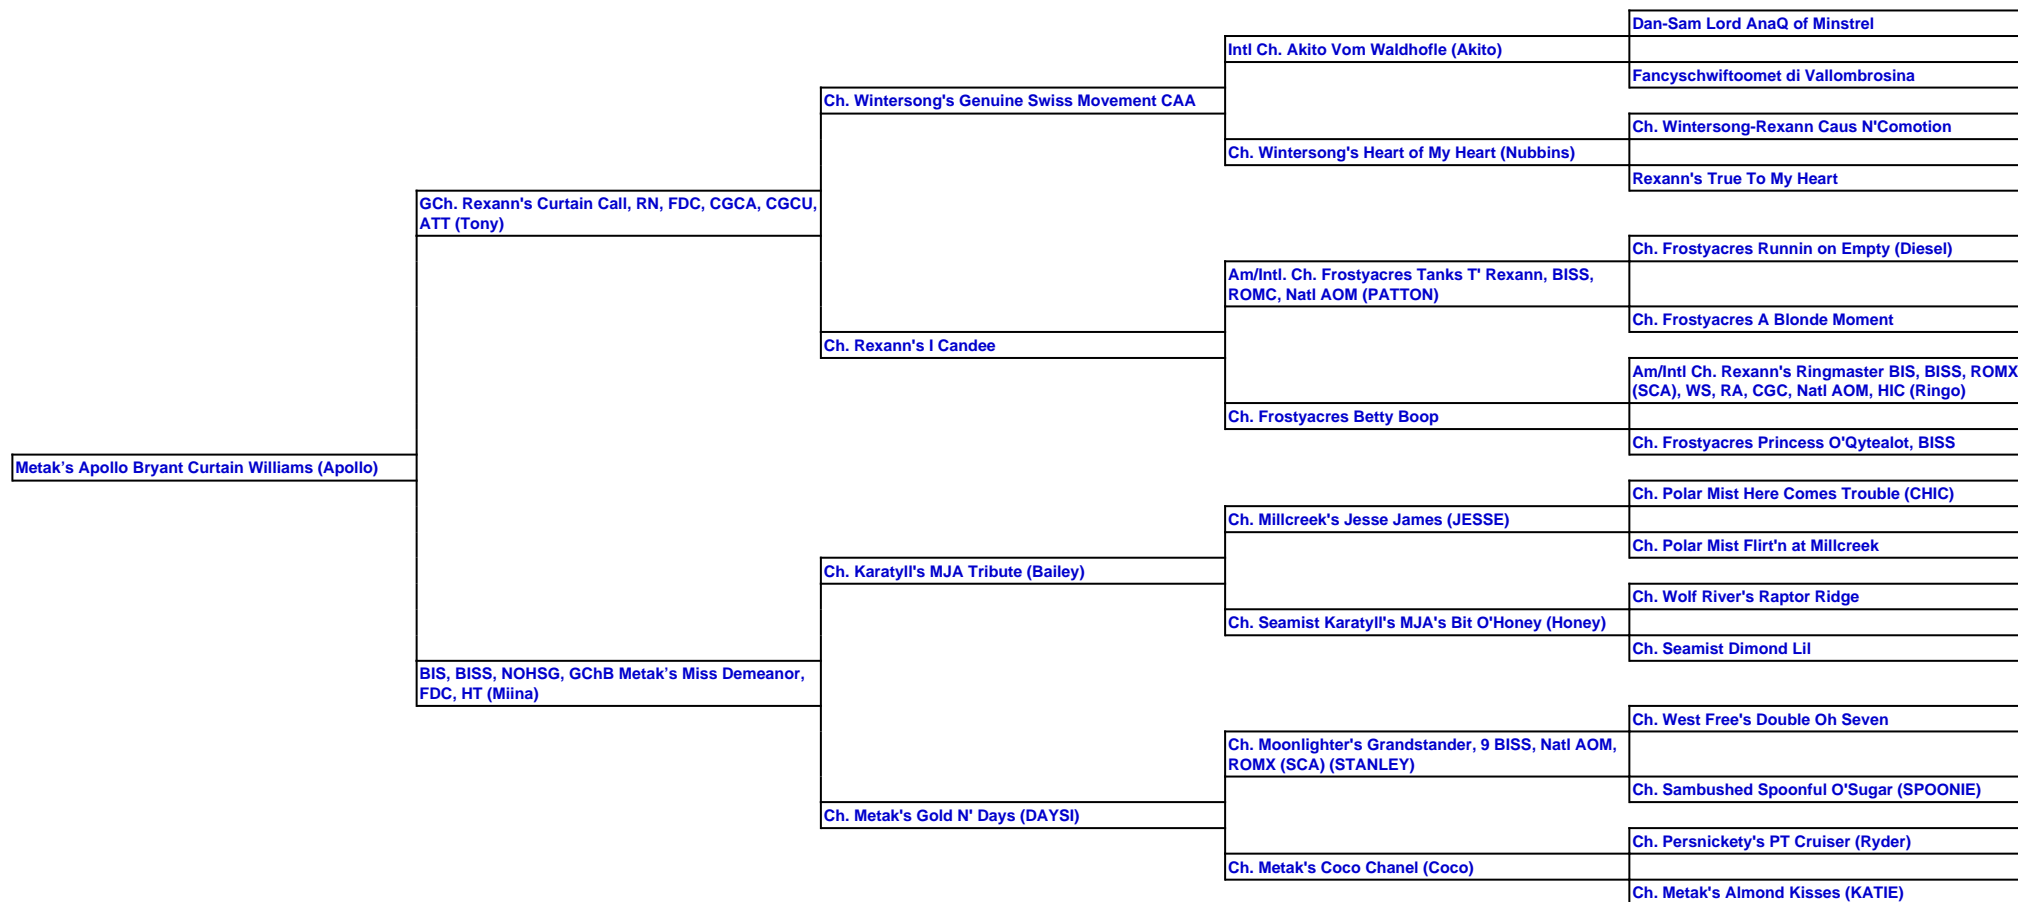 Dan-Sam Lord AnaQ of Minstrel
Intl Ch. Akito Vom Waldhofle (Akito)
Fancyschwiftoomet di Vallombrosina
Ch. Wintersong's Genuine Swiss Movement CAA
Ch. Wintersong-Rexann Caus N'Comotion
Ch. Wintersong's Heart of My Heart (Nubbins)
Rexann's True To My Heart
GCh. Rexann's Curtain Call, RN, FDC, CGCA, CGCU,
ATT (Tony)
Ch. Frostyacres Runnin on Empty (Diesel)
Am/Intl. Ch. Frostyacres Tanks T' Rexann, BISS,
ROMC, Natl AOM (PATTON)
Ch. Frostyacres A Blonde Moment
Ch. Rexann's I Candee
Am/Intl Ch. Rexann's Ringmaster BIS, BISS, ROMX
(SCA), WS, RA, CGC, Natl AOM, HIC (Ringo)
Ch. Frostyacres Betty Boop
Ch. Frostyacres Princess O'Qytealot, BISS
Metak’s Apollo Bryant Curtain Williams (Apollo)
Ch. Polar Mist Here Comes Trouble (CHIC)
Ch. Millcreek's Jesse James (JESSE)
Ch. Polar Mist Flirt'n at Millcreek
Ch. Karatyll's MJA Tribute (Bailey)
Ch. Wolf River's Raptor Ridge
Ch. Seamist Karatyll's MJA's Bit O'Honey (Honey)
Ch. Seamist Dimond Lil
BIS, BISS, NOHSG, GChB Metak’s Miss Demeanor,
FDC, HT (Miina)
Ch. West Free's Double Oh Seven
Ch. Moonlighter's Grandstander, 9 BISS, Natl AOM,
ROMX (SCA) (STANLEY)
Ch. Sambushed Spoonful O'Sugar (SPOONIE)
Ch. Metak's Gold N' Days (DAYSI)
Ch. Persnickety's PT Cruiser (Ryder)
Ch. Metak's Coco Chanel (Coco)
Ch. Metak's Almond Kisses (KATIE)